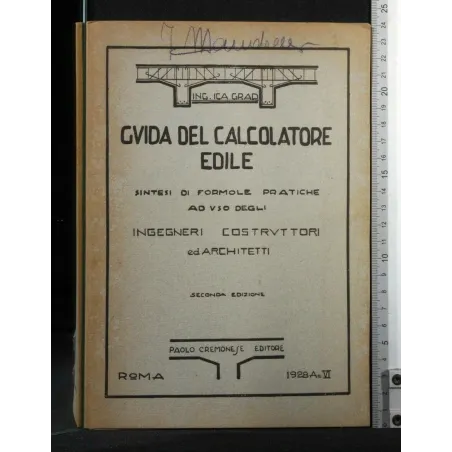 ING. ICA GRAD
GVIDA DEL CALCOLATORE
EDILE
SINTESI DI FORMOLE PRATICHE
AD VSO DEGLI
INGEGNERI COSTRVTTORI
ed ARCHITETTI
SECONDA EDIZIONE
PAOLO CREMONESE EDITORE
ROMA 1928 A. VI